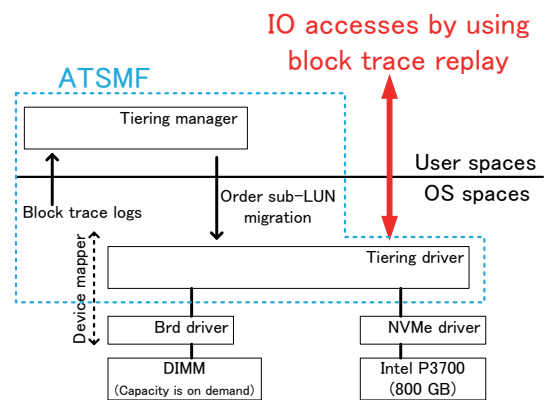 IO accesses by using
block trace replay
ATSMF
Tiering manager
User spaces
OS spaces
Block trace logs
Order sub-LUN
migration
Device mapper
Tiering driver
Brd driver
NVMe driver
DIMM
(Capacity is on demand)
Intel P3700
(800 GB)